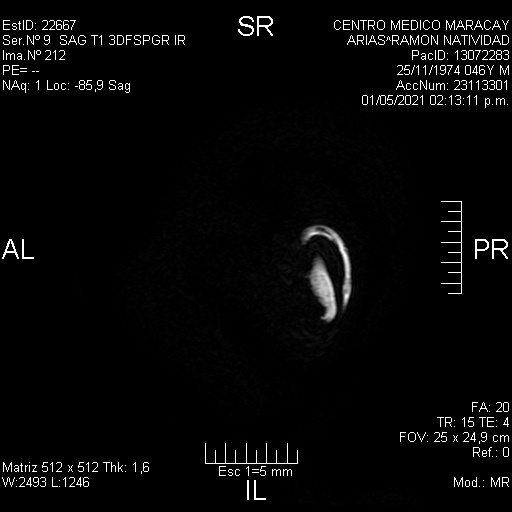 SR
EstID: 22667
Ser.Nº 9 SAG T1 3DFSPGR IR
Ima.Nº 212
PE= --
NAq: 1 Loc: -85,9 Sag
CENTRO MEDICO MARACAY
ARIAS^RAMON NATIVIDAD
PacID: 13072283
25/11/1974 046Y M
AccNum: 23113301
01/05/2021 02:13:11 p.m.
AL
PR
FA: 20
TR: 15 TE: 4
FOV: 25 x 24,9 cm
Ref.: 0
Mod.: MR
Matriz 512 x 512 Thk: 1,6
W:2493 L:1246
Esc 1=5 mm
IL